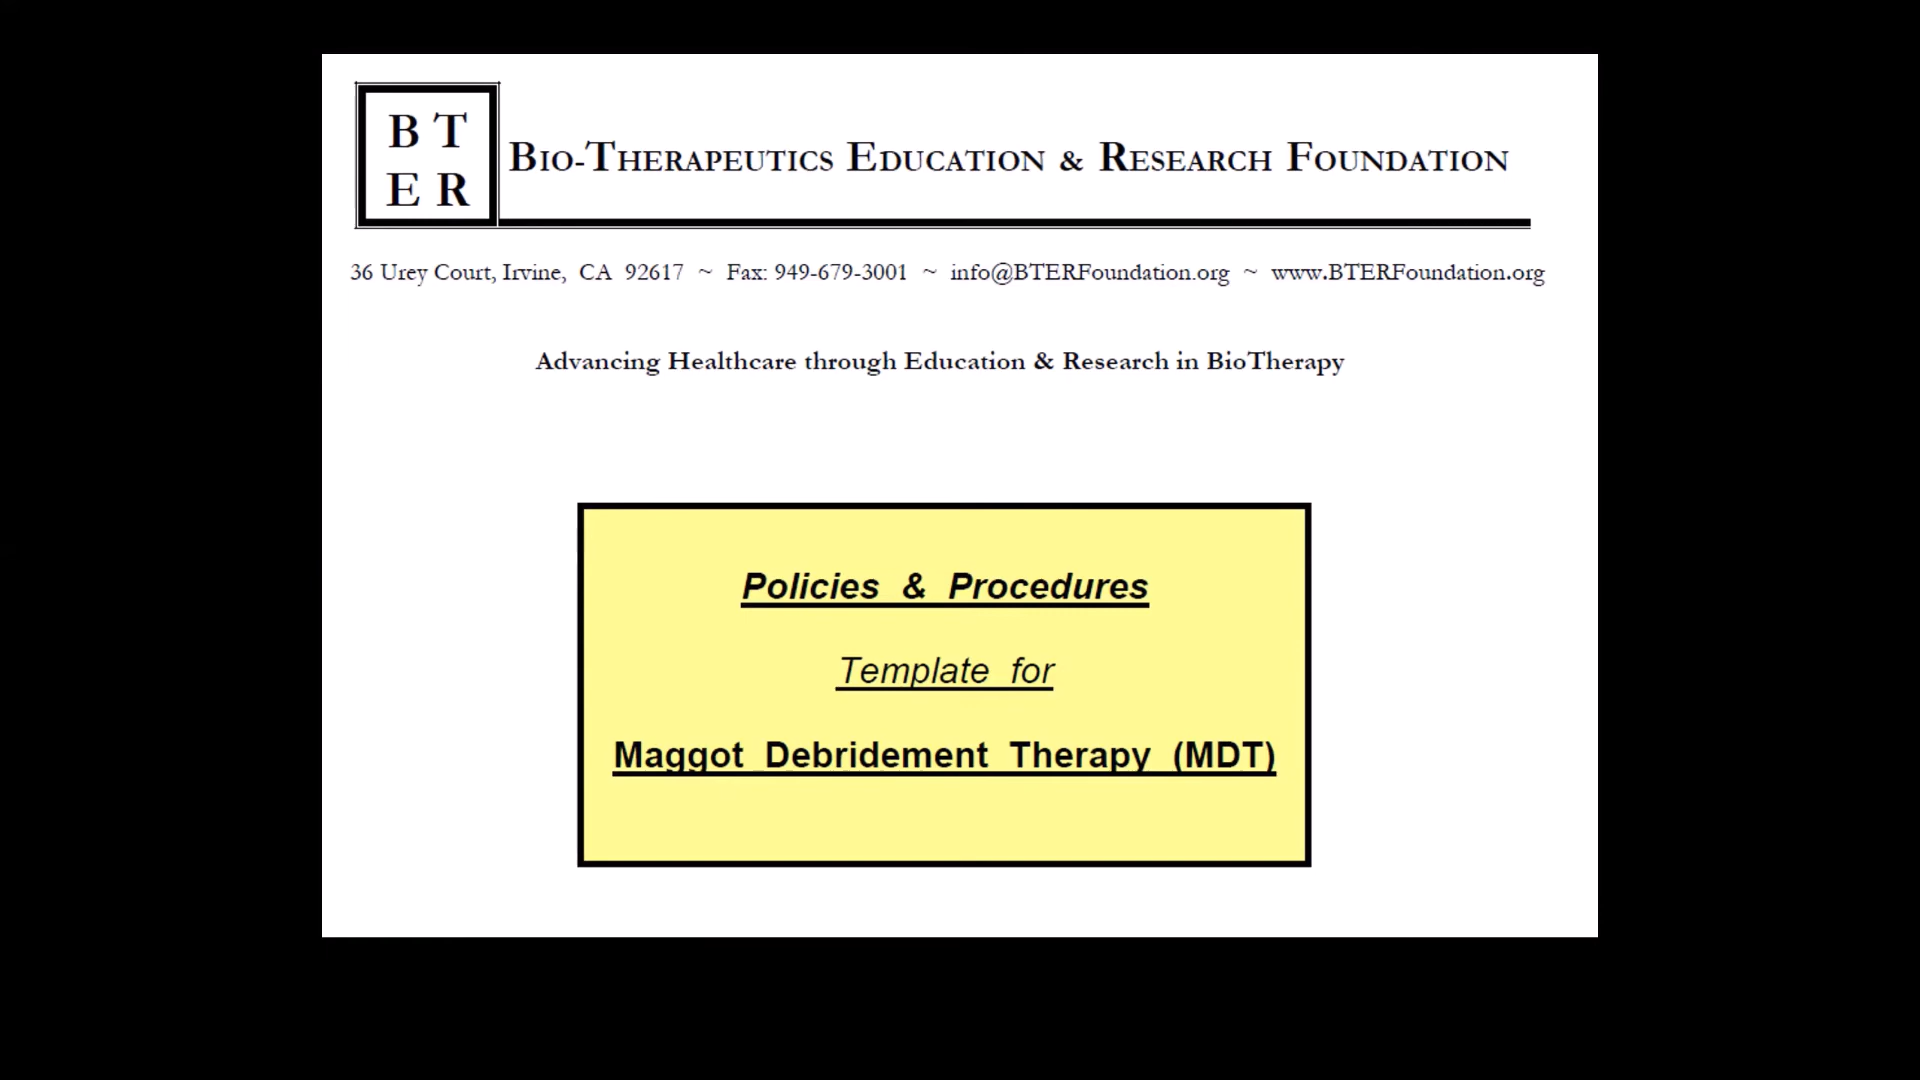 B T
E R
BIO-THERAPEUTICS EDUCATION & RESEARCH FOUNDATION
36 Urey Court, Irvine, CA 92617 ~ Fax: 949-679-3001 ~ info@BTERFoundation.org ~ www.BTERFoundation.org
Advancing Healthcare through Education & Research in BioTherapy
Policies & Procedures
Template for
Maggot Debridement Therapy (MDT)